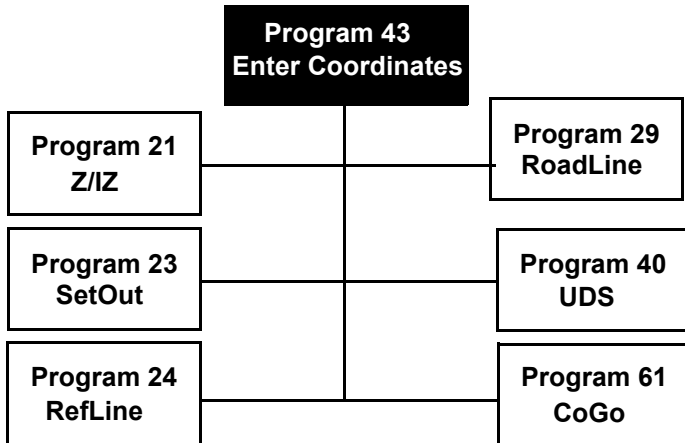 Program 43
Enter Coordinates
Program 21
Z/IZ
Program 29
RoadLine
Program 23
SetOut
Program 40
UDS
Program 24
RefLine
Program 61
CoGo